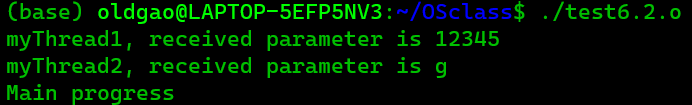 (base) oldgao@LAPTOP-5EFP5NV3:~/OSclass$ ./test6.2.o
myThread1, received parameter is 12345
myThread2, received parameter is g
Main progress